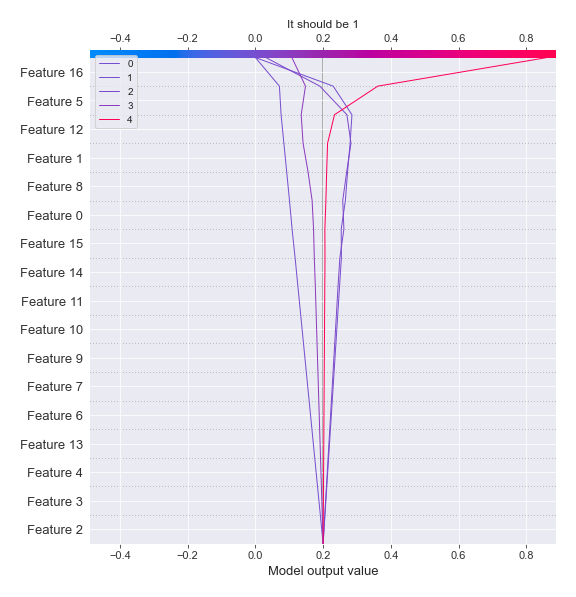 It should be 1
−0.4 −0.2 0.0 0.2 0.4 0.6 0.8
0
1
2
3
4
Feature 16
Feature 5
Feature 12
Feature 1
Feature 8
Feature 0
Feature 15
Feature 14
Feature 11
Feature 10
Feature 9
Feature 7
Feature 6
Feature 13
Feature 4
Feature 3
Feature 2
−0.4 −0.2 0.0 0.2 0.4 0.6 0.8
Model output value